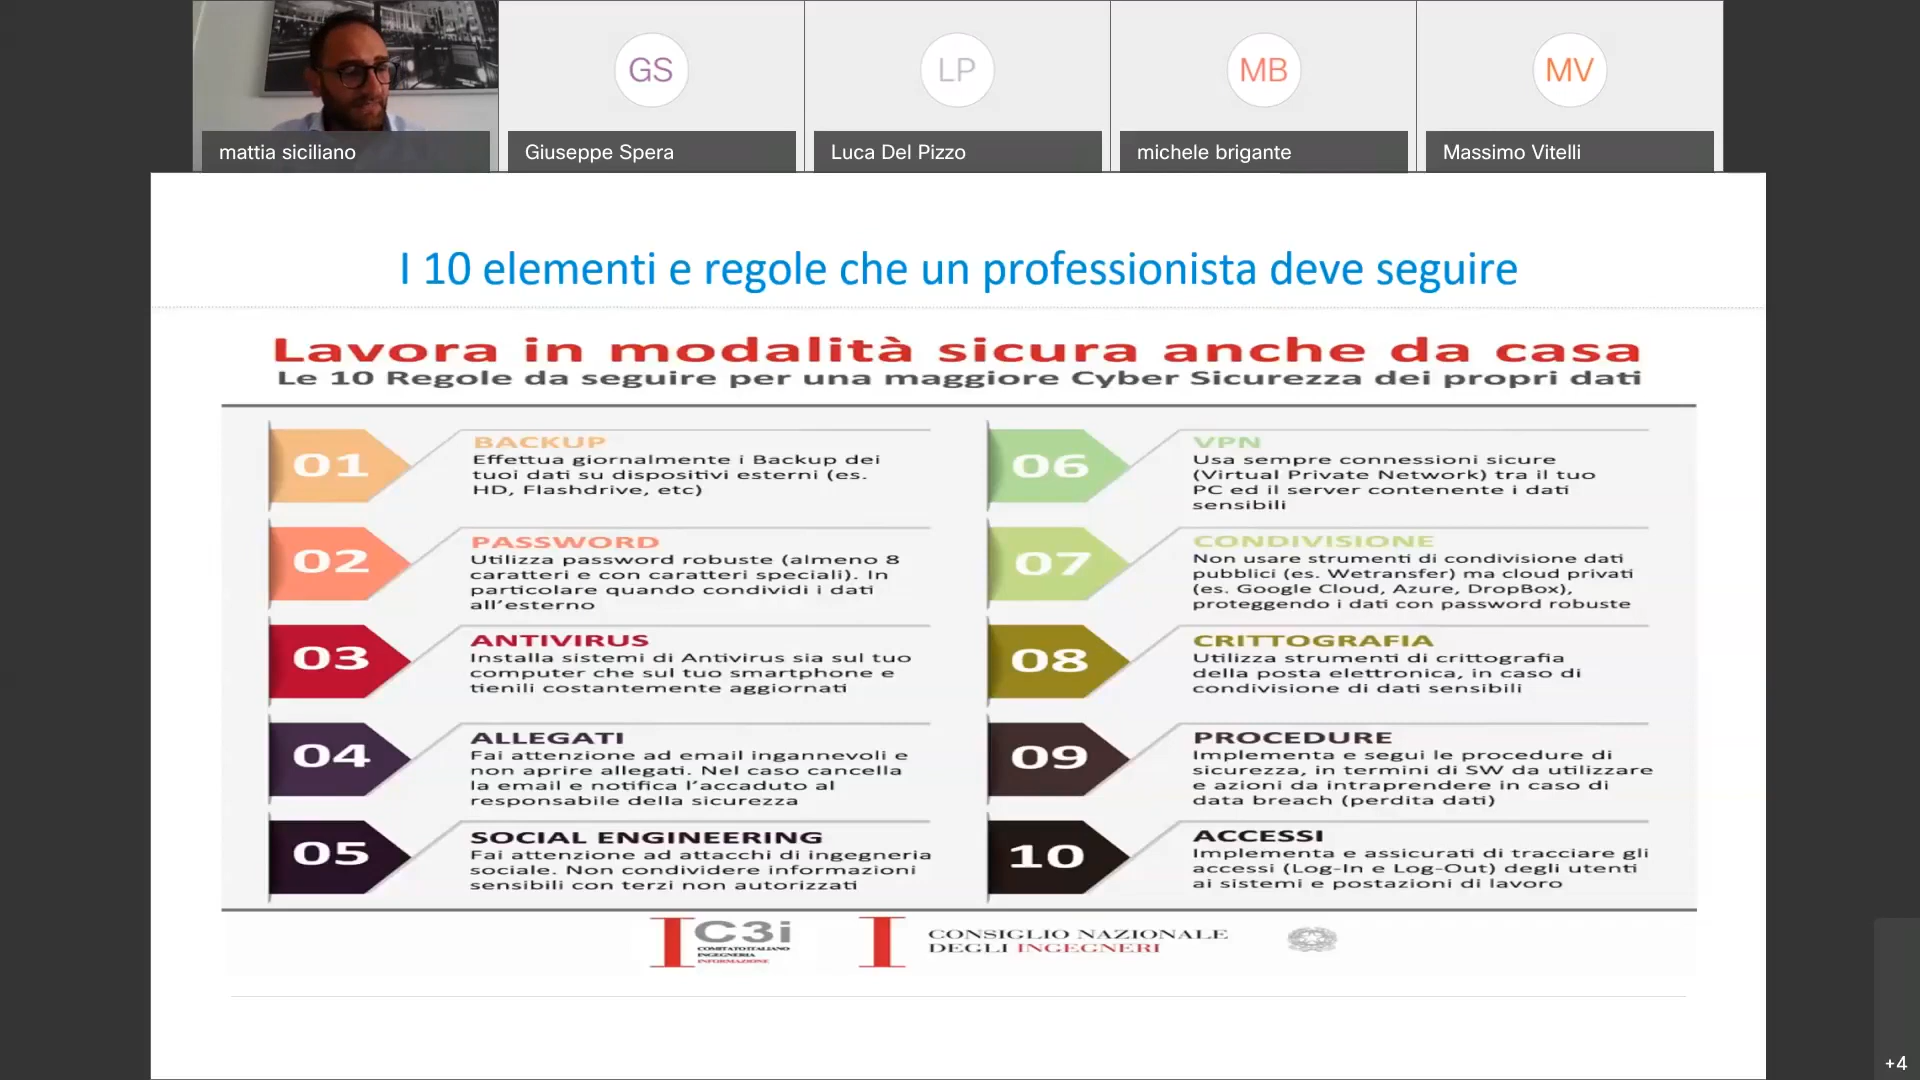 GS
LP
MB
MV
mattia siciliano
Giuseppe Spera
Luca Del Pizzo
michele brigante
Massimo Vitelli
I 10 elementi e regole che un professionista deve seguire
Lavora in modalità sicura anche da casa
Le 10 Regole da seguire per una maggiore Cyber Sicurezza dei propri dati
01
BACKUP
Effettua giornalmente i Backup dei
tuoi dati su dispositivi esterni (es.
HD, Flashdrive, etc)
02
PASSWORD
Utilizza password robuste (almeno 8
caratteri e con caratteri speciali). In
particolare quando condividi i dati
all'esterno
03
ANTIVIRUS
Installa sistemi di Antivirus sia sul tuo
computer che sul tuo smartphone e
tienili costantemente aggiornati
04
ALLEGATI
Fai attenzione ad email ingannevoli e
non aprire allegati. Nel caso cancella
la email e notifica l'accaduto al
responsabile della sicurezza
05
SOCIAL ENGINEERING
Fai attenzione ad attacchi di ingegneria
sociale. Non condividere informazioni
sensibili con terzi non autorizzati
06
VPN
Usa sempre connessioni sicure
(Virtual Private Network) tra il tuo
PC ed il server contenente i dati
sensibili
07
CONDIVISIONE
Non usare strumenti di condivisione dati
pubblici (es. Wetransfer) ma cloud privati
(es. Google Cloud, Azure, DropBox),
proteggendo i dati con password robuste
08
CRITTOGRAFIA
Utilizza strumenti di crittografia
della posta elettronica, in caso di
condivisione di dati sensibili
09
PROCEDURE
Implementa e segui le procedure di
sicurezza, in termini di SW da utilizzare
e azioni da intraprendere in caso di
data breach (perdita dati)
10
ACCESSI
Implementa e assicurati di tracciare gli
accessi (Log-In e Log-Out) degli utenti
ai sistemi e postazioni di lavoro
C3i
COMITATO ITALIANO
INGEGNERIA
INFORMAZIONE
CONSIGLIO NAZIONALE
DEGLI INGEGNERI
+4